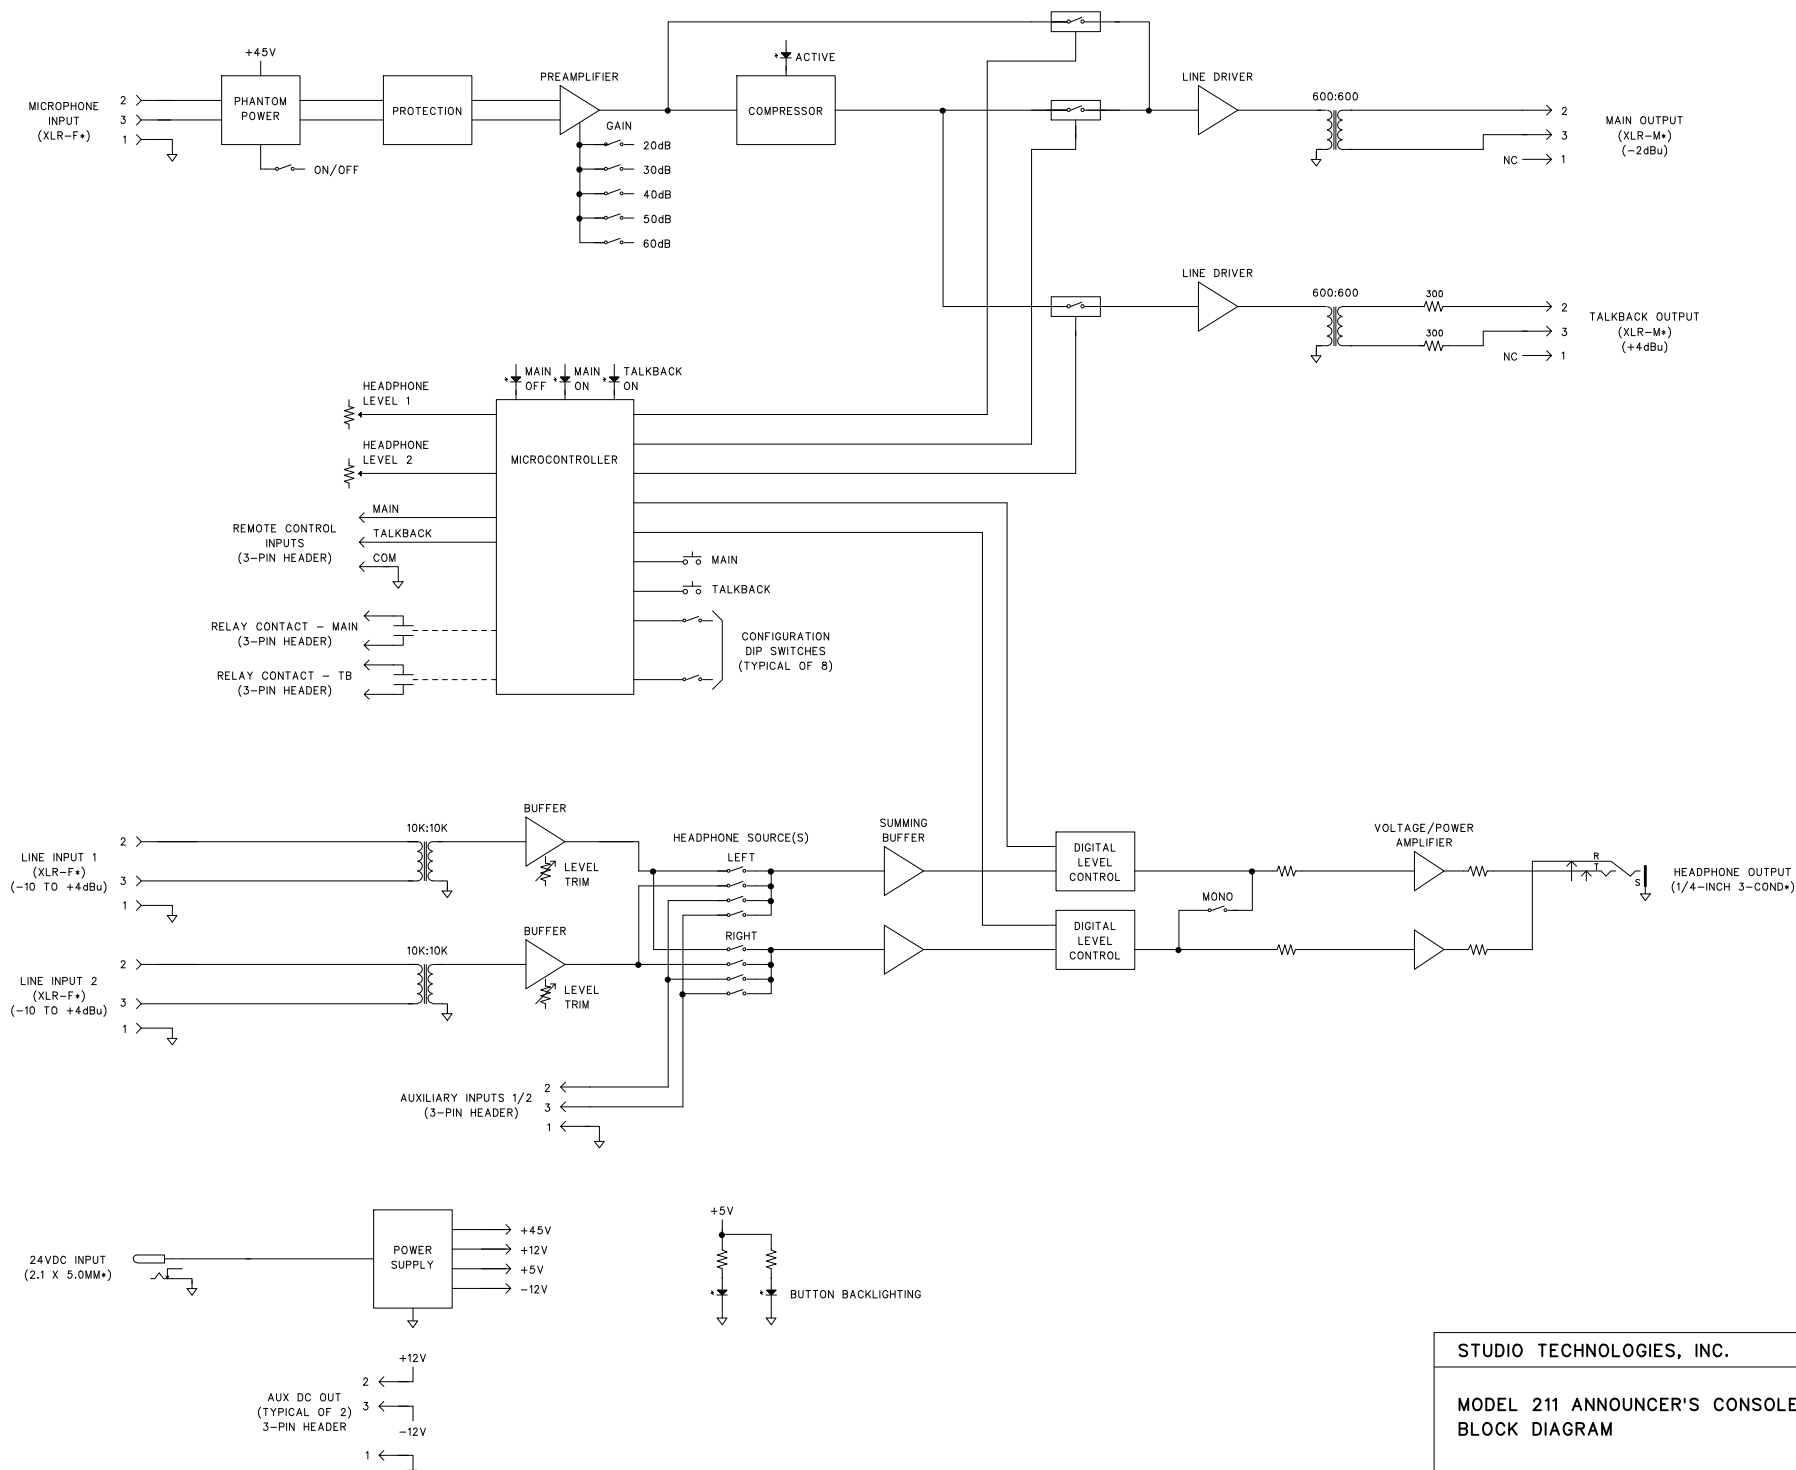 +45V
MICROPHONE
INPUT
(XLR-F*)
2
3
1
PHANTOM
POWER
ON/OFF
PROTECTION
PREAMPLIFIER
GAIN
20dB
30dB
40dB
50dB
60dB
ACTIVE
COMPRESSOR
LINE DRIVER
600:600
2
3
NC
1
MAIN OUTPUT
(XLR-M*)
(-2dBu)
LINE DRIVER
600:600
300
300
2
3
NC
1
TALKBACK OUTPUT
(XLR-M*)
(+4dBu)
MAIN
OFF
MAIN
ON
TALKBACK
ON
HEADPHONE
LEVEL 1
HEADPHONE
LEVEL 2
MICROCONTROLLER
REMOTE CONTROL
INPUTS
(3-PIN HEADER)
MAIN
TALKBACK
COM
RELAY CONTACT - MAIN
(3-PIN HEADER)
RELAY CONTACT - TB
(3-PIN HEADER)
MAIN
TALKBACK
CONFIGURATION
DIP SWITCHES
(TYPICAL OF 8)
LINE INPUT 1
(XLR-F*)
(-10 TO +4dBu)
2
3
1
10K:10K
BUFFER
LEVEL
TRIM
LINE INPUT 2
(XLR-F*)
(-10 TO +4dBu)
2
3
1
10K:10K
BUFFER
LEVEL
TRIM
HEADPHONE SOURCE(S)
LEFT
RIGHT
SUMMING
BUFFER
DIGITAL
LEVEL
CONTROL
DIGITAL
LEVEL
CONTROL
MONO
VOLTAGE/POWER
AMPLIFIER
R
T
S
HEADPHONE OUTPUT
(1/4-INCH 3-COND*)
AUXILIARY INPUTS 1/2
(3-PIN HEADER)
2
3
1
24VDC INPUT
(2.1 X 5.0MM*)
POWER
SUPPLY
+45V
+12V
+5V
-12V
+5V
BUTTON BACKLIGHTING
+12V
AUX DC OUT
(TYPICAL OF 2)
3-PIN HEADER
2
3
-12V
1
STUDIO TECHNOLOGIES, INC.
MODEL 211 ANNOUNCER'S CONSOLE
BLOCK DIAGRAM